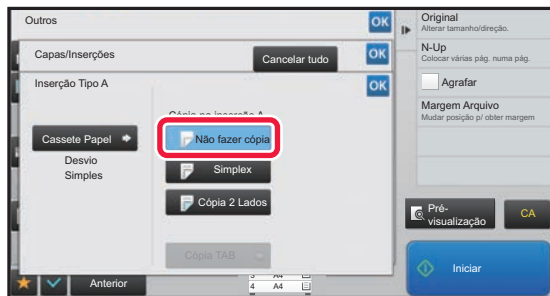 Outros
OK
Capas/Inserções
Cancelar tudo
OK
Inserção Tipo A
OK
Cópia na inserção A
Cassete Papel
Desvio
Simples
Não fazer cópia
Simplex
Cópia 2 Lados
Cópia TAB
Anterior
3 A4
4 A4
Original
Alterar tamanho/direção.
N-Up
Colocar várias pág. numa pág.
Agrafar
Margem Arquivo
Mudar posição p/ obter margem
Pré-
visualização
CA
Iniciar